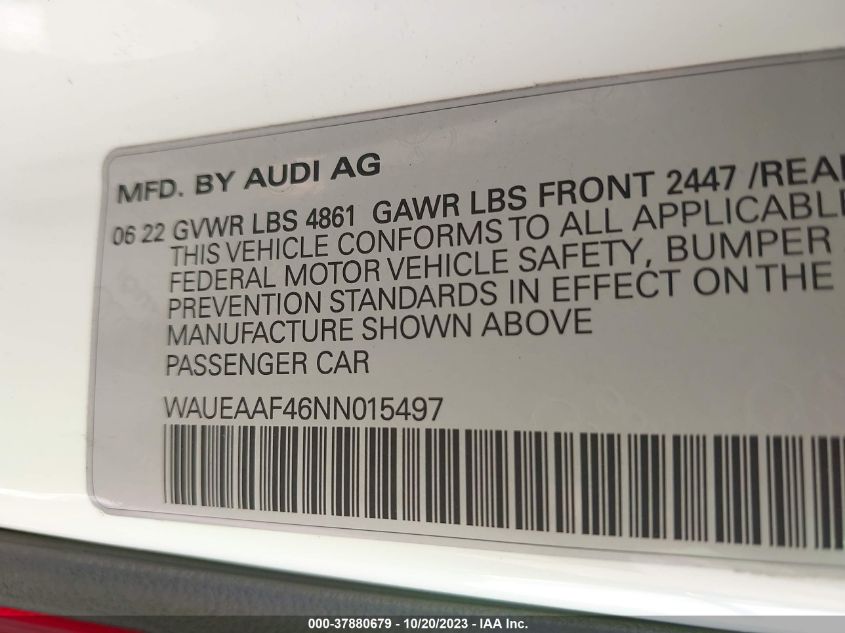 MFD. BY AUDI AG
06 22 GVWR LBS 4861 GAWR LBS FRONT 2447 /REA
THIS VEHICLE CONFORMS TO ALL APPLICABL
FEDERAL MOTOR VEHICLE SAFETY, BUMPER
PREVENTION STANDARDS IN EFFECT ON THE
MANUFACTURE SHOWN ABOVE
PASSENGER CAR
WAUEAAF46NN015497
000-37880679 - 10/20/2023 - IAA Inc.